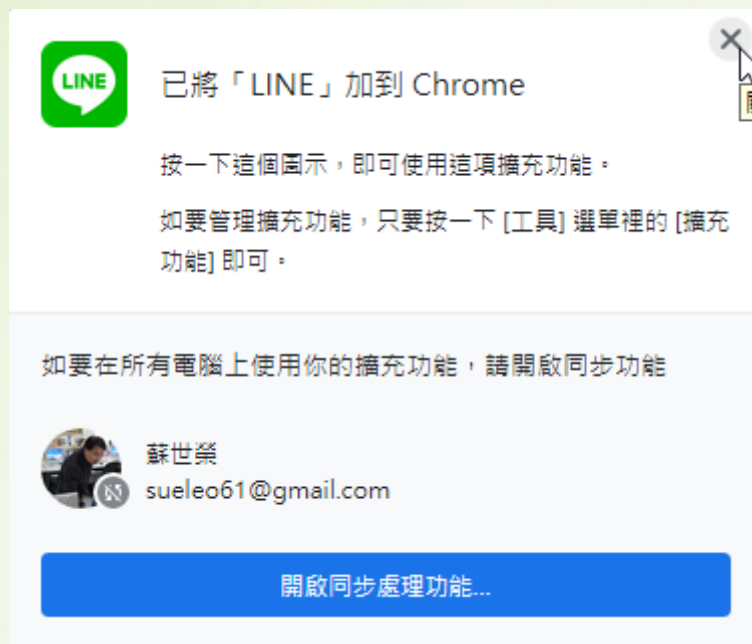 LINE
已將「LINE」加到 Chrome
按一下這個圖示，即可使用這項擴充功能。
如要管理擴充功能，只要按一下 [工具] 選單裡的 [擴充
功能] 即可。
如要在所有電腦上使用你的擴充功能，請開啟同步功能
蘇世榮
sueleo61@gmail.com
開啟同步處理功能...